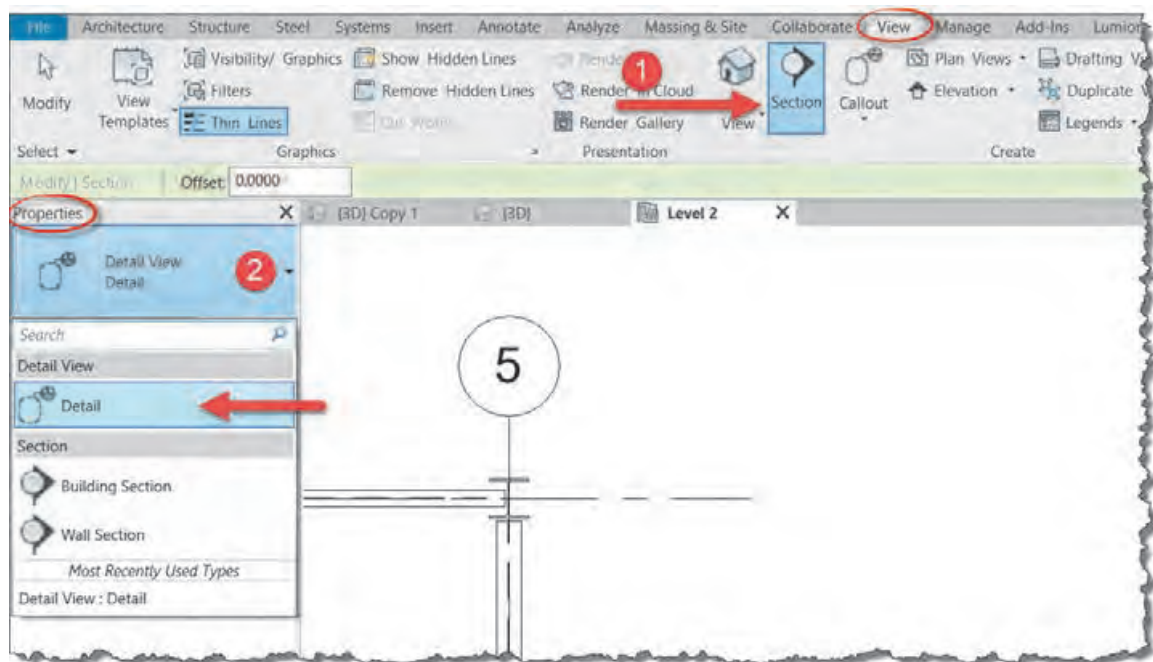 File Architecture Structure Steel Systems Insert Annotate Analyze Massing & Site Collaborate View Manage Add-Ins
Visibility/ Graphics Show Hidden Lines 1 Plan Views Drafting
Filters Remove Hidden Lines Render in Cloud Elevation Duplicate
Modify View Templates Thin Lines Render Gallery View Section Callout Legends
Select Graphics Presentation Create
Modify | Section Offset: 0.0000
Properties X {3D} Copy 1 {3D} Level 2 X
Detail View 2
Detail
Search
Detail View
Detail
Section
Building Section
Wall Section
Most Recently Used Types
Detail View : Detail
5